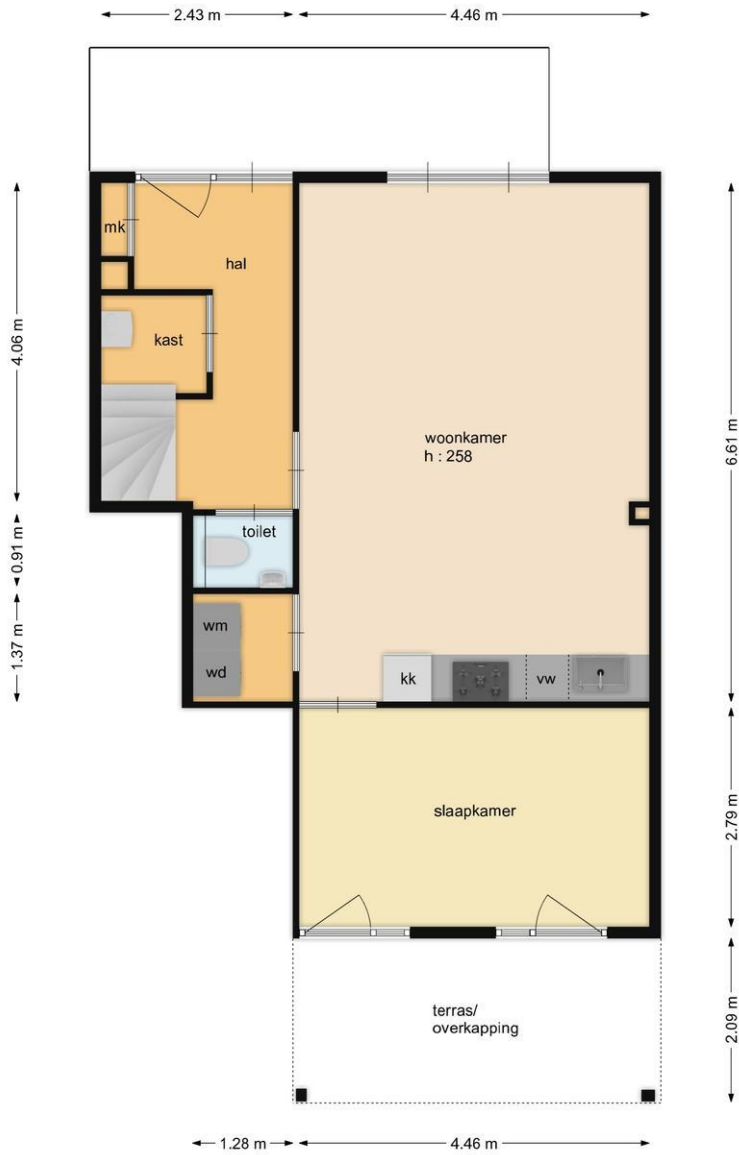 2.43 m
4.46 m
mk
hal
kast
4.06 m
woonkamer
h : 258
6.61 m
toilet
0.91 m
wm
1.37 m
wd
kk
vw
slaapkamer
2.79 m
terras/
overkapping
2.09 m
1.28 m
4.46 m